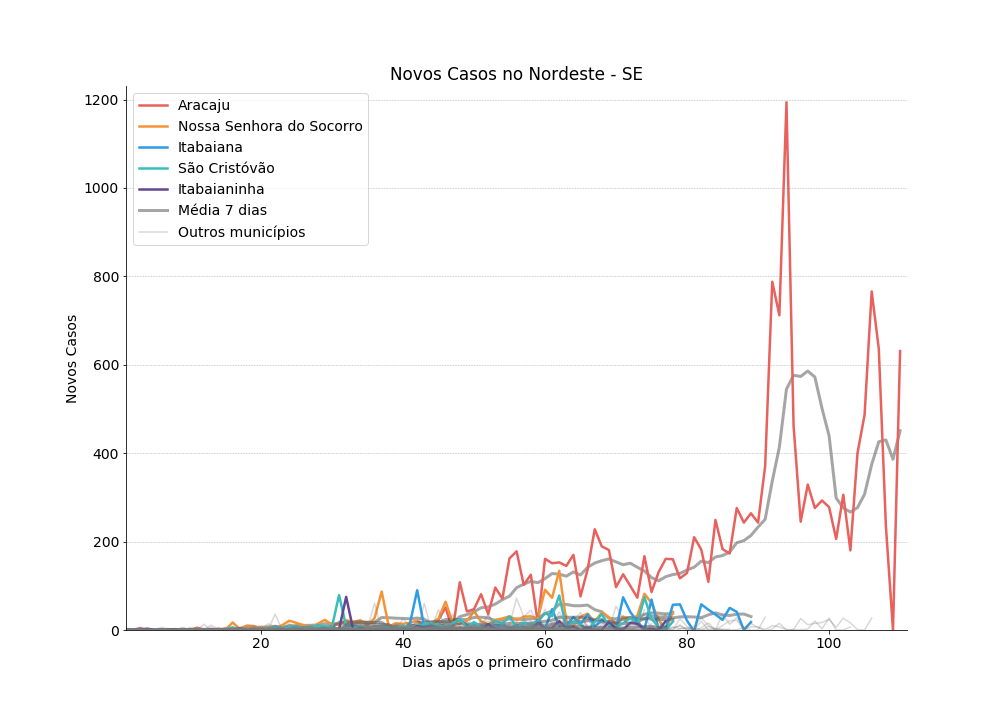 Novos Casos no Nordeste - SE
1200
1000
800
600
400
200
0
Novos Casos
Aracaju
Nossa Senhora do Socorro
Itabaiana
São Cristóvão
Itabaianinha
Média 7 dias
Outros municípios
20
40
60
80
100
Dias após o primeiro confirmado